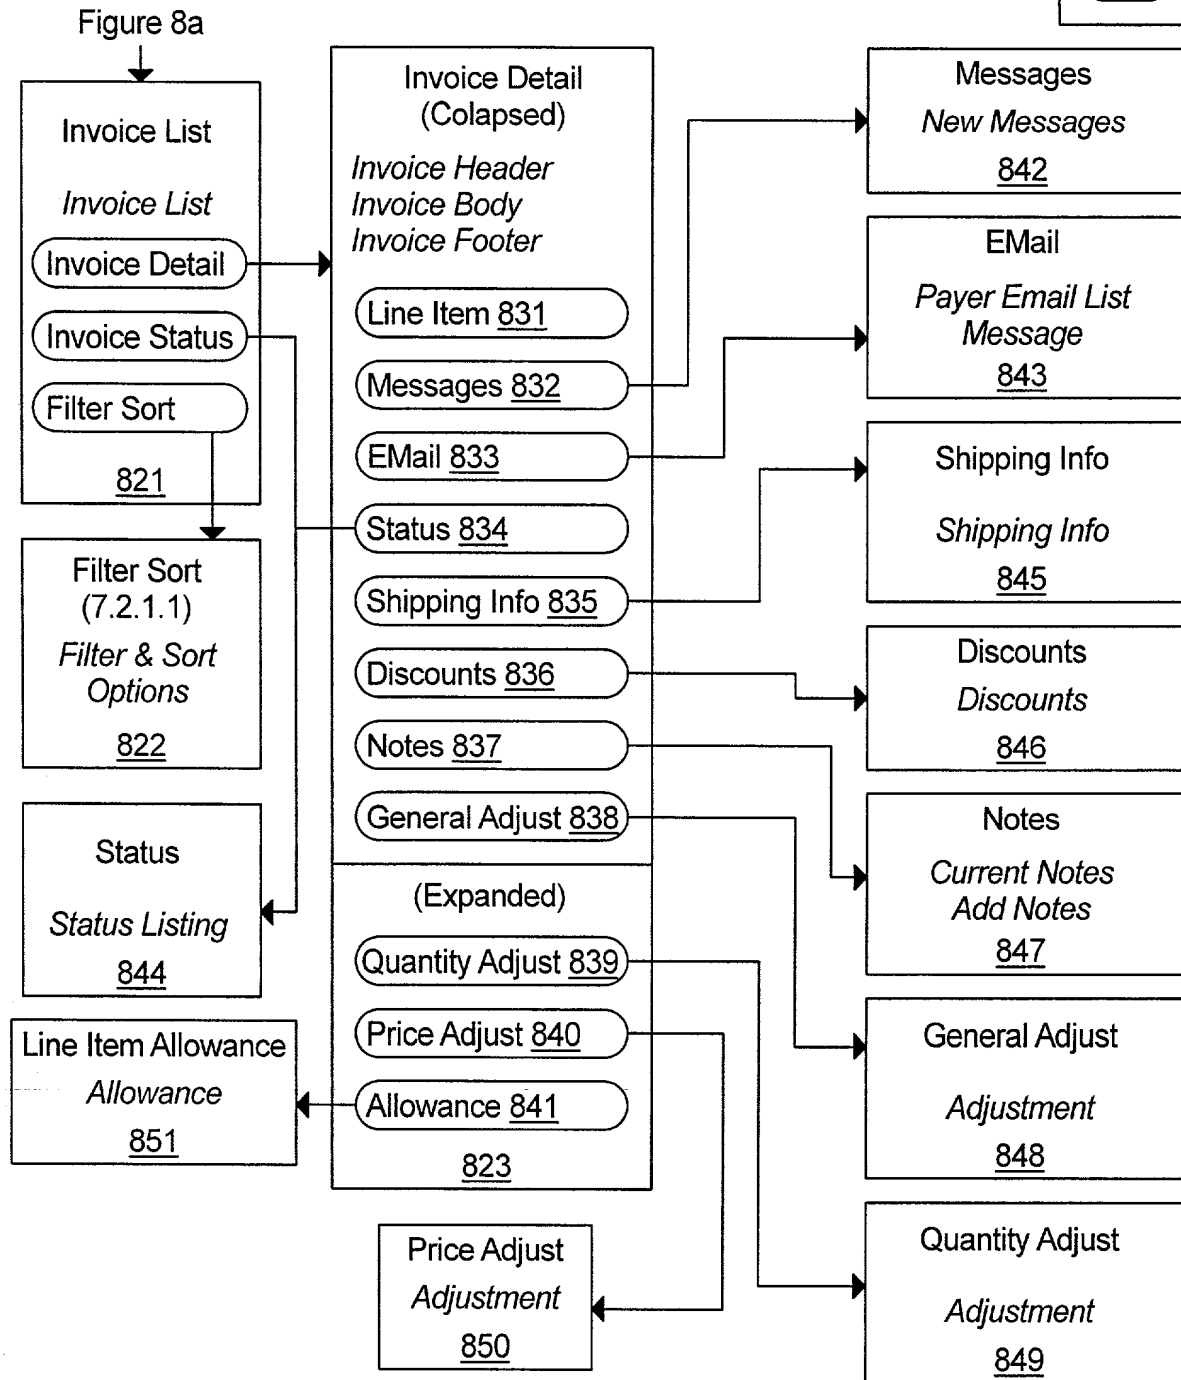 Figure 8a
Invoice List
Invoice List
Invoice Detail
Invoice Status
Filter Sort
821
Filter Sort
(7.2.1.1)
Filter & Sort
Options
822
Status
Status Listing
844
Line Item Allowance
Allowance
851
Invoice Detail
(Colapsed)
Invoice Header
Invoice Body
Invoice Footer
Line Item 831
Messages 832
EMail 833
Status 834
Shipping Info 835
Discounts 836
Notes 837
General Adjust 838
(Expanded)
Quantity Adjust 839
Price Adjust 840
Allowance 841
823
Price Adjust
Adjustment
850
Messages
New Messages
842
EMail
Payer Email List
Message
843
Shipping Info
Shipping Info
845
Discounts
Discounts
846
Notes
Current Notes
Add Notes
847
General Adjust
Adjustment
848
Quantity Adjust
Adjustment
849